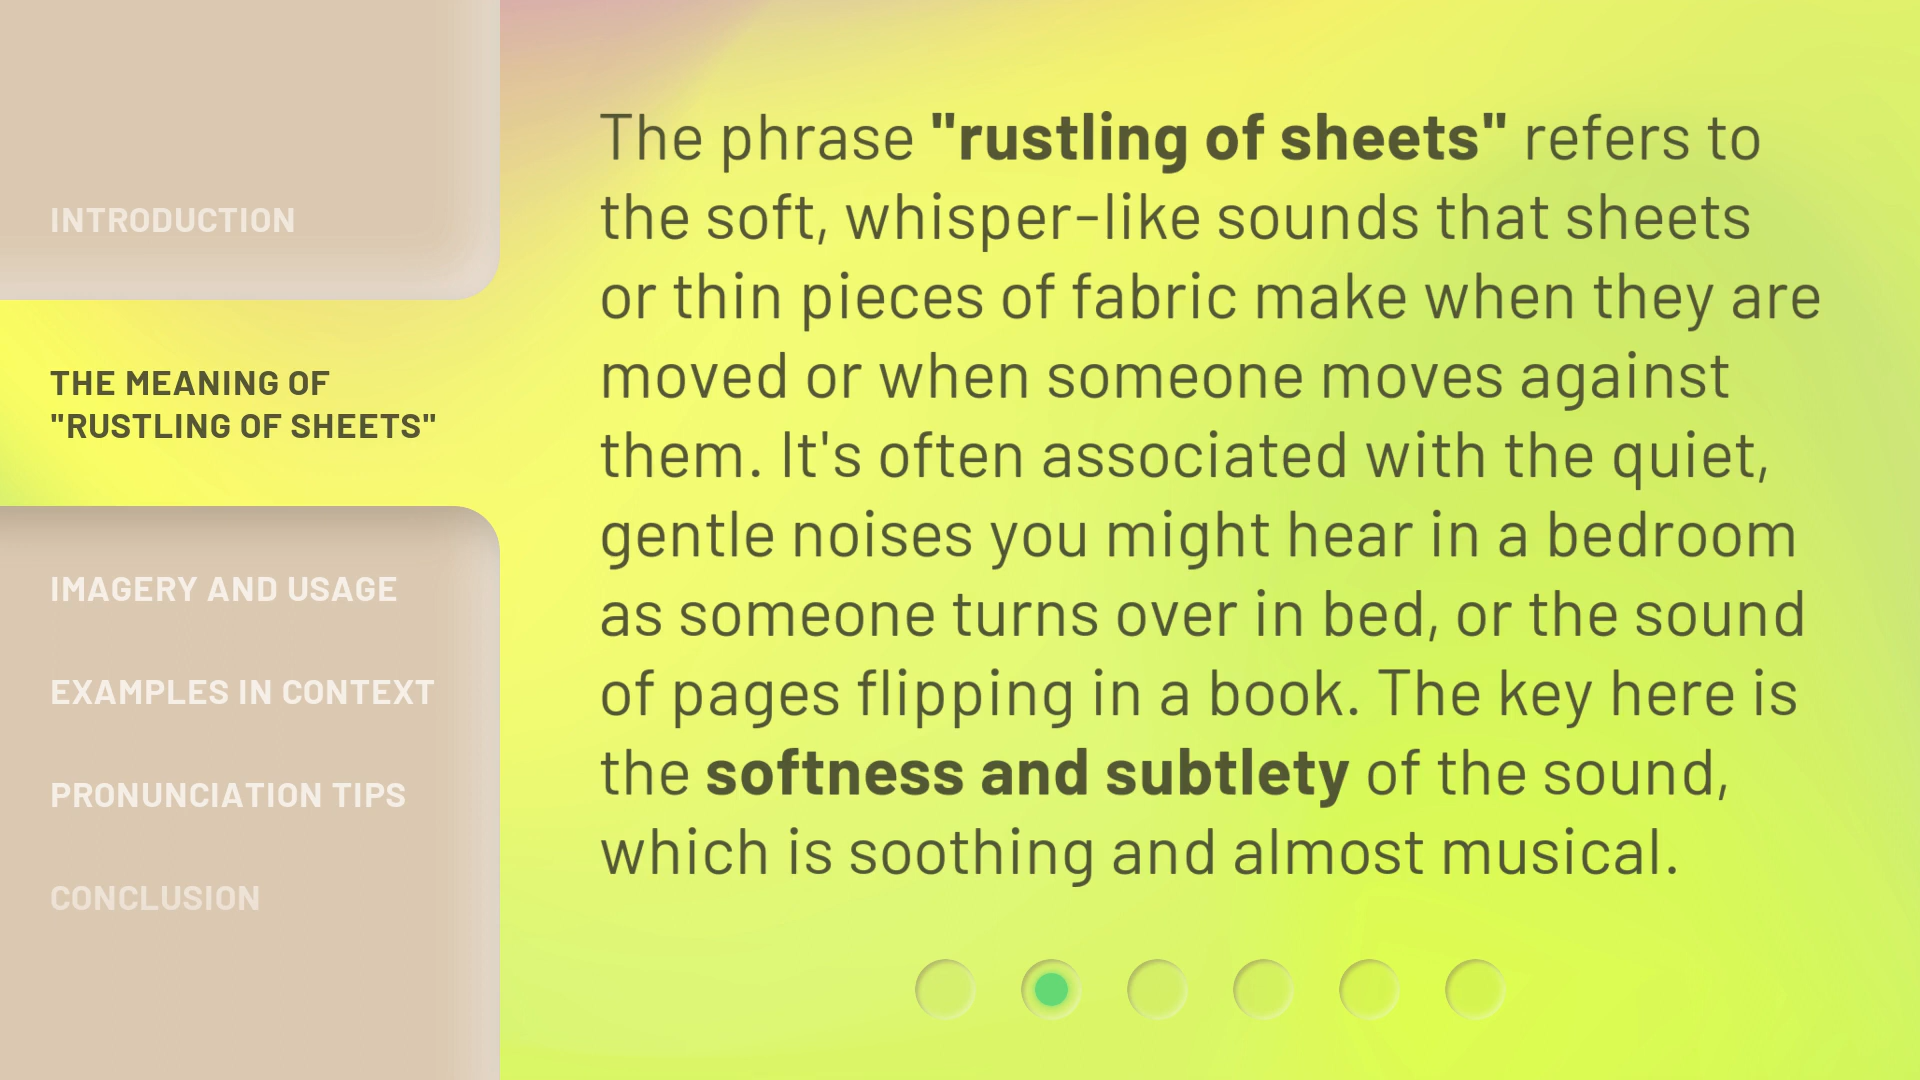 INTRODUCTION
THE MEANING OF
"RUSTLING OF SHEETS"
IMAGERY AND USAGE
EXAMPLES IN CONTEXT
PRONUNCIATION TIPS
CONCLUSION
The phrase "rustling of sheets" refers to
the soft, whisper-like sounds that sheets
or thin pieces of fabric make when they are
moved or when someone moves against
them. It's often associated with the quiet,
gentle noises you might hear in a bedroom
as someone turns over in bed, or the sound
of pages flipping in a book. The key here is
the softness and subtlety of the sound,
which is soothing and almost musical.